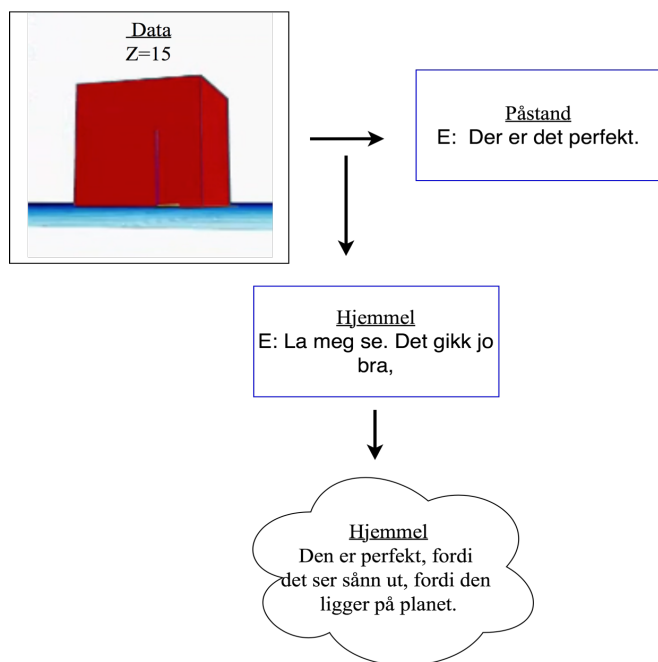 Data
Z=15
Påstand
E:  Der er det perfekt.
Hjemmel
E: La meg se. Det gikk jo
bra,
Hjemmel
Den er perfekt, fordi
det ser sånn ut, fordi den
ligger på planet.